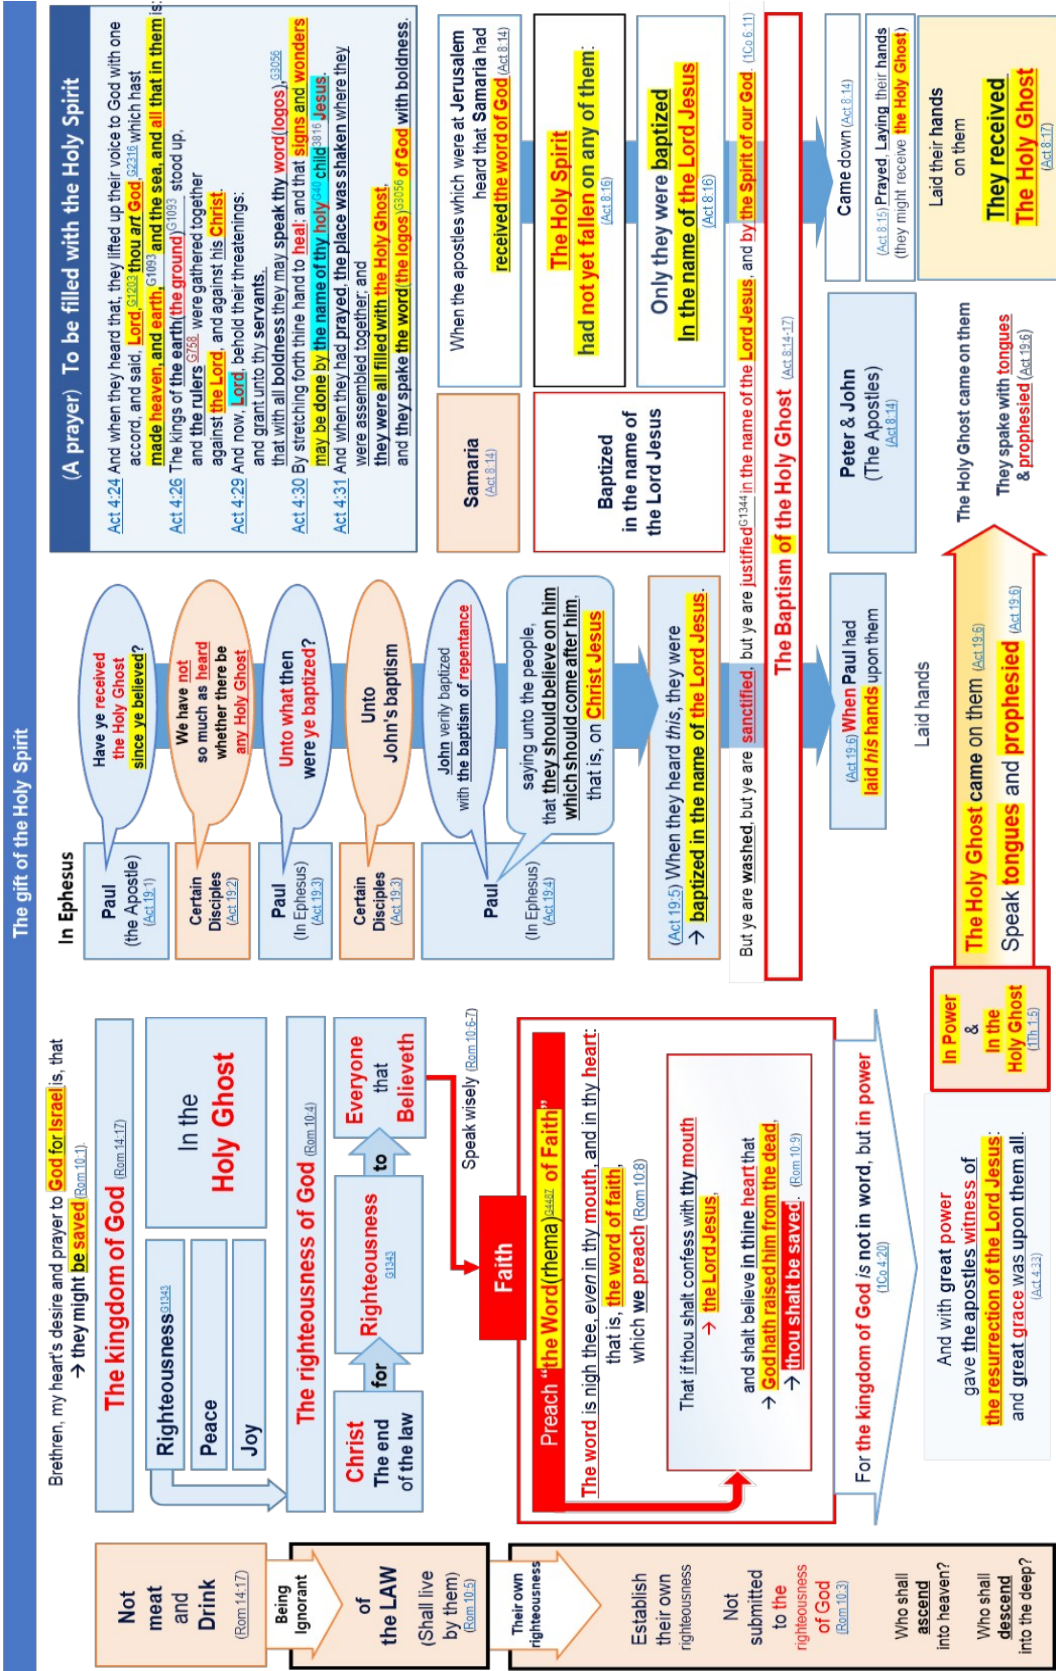 The gift of the Holy Spirit
Not
meat
and
Drink
(Rom 14:17)
Being
Ignorant
of
the LAW
(Shall live
by them)
(Rom 10:5)
Their own
righteousness
Establish
their own
righteousness
Not
submitted
to the
righteousness
of God
(Rom 10:3)
Who shall
ascend
into heaven?
Who shall
descend
into the deep?
Brethren, my heart's desire and prayer to God for Israel is, that
→ they might be saved (Rom 10:1)
The kingdom of God (Rom 14:17)
RighteousnessG1343
Peace
Joy
In the
Holy Ghost
The righteousness of God (Rom 10:4)
Christ
The end
of the law
for
Righteousness
G1343
to
Everyone
that
Believeth
Speak wisely (Rom 10:6-7)
Faith
Preach "the Word(rhema)G4487 of Faith"
The word is nigh thee, even in thy mouth, and in thy heart:
that is, the word of faith,
which we preach (Rom 10:8)
That if thou shalt confess with thy mouth
→ the Lord Jesus,
and shalt believe in thine heart that
→ God hath raised him from the dead,
→ thou shalt be saved. (Rom 10:9)
For the kingdom of God is not in word, but in power
(1Co 4:20)
And with great power
gave the apostles witness of
the resurrection of the Lord Jesus:
and great grace was upon them all.
(Act 4:33)
In Power
&
In the
Holy Ghost
(1Th 1:5)
The Holy Ghost came on them (Act 19:6)
Speak tongues and prophesied (Act 19:6)
The Holy Ghost came on them
They spake with tongues
& prophesied (Act 19:6)
In Ephesus
Paul
(the Apostle)
(Act 19:1)
Have ye received
the Holy Ghost
since ye believed?
Certain
Disciples
(Act 19:2)
We have not
so much as heard
whether there be
any Holy Ghost
Paul
(In Ephesus)
(Act 19:3)
Unto what then
were ye baptized?
Certain
Disciples
(Act 19:3)
Unto
John's baptism
Paul
(In Ephesus)
(Act 19:4)
John verily baptized
with the baptism of repentance
saying unto the people,
that they should believe on him
which should come after him,
that is, on Christ Jesus
(Act 19:5) When they heard this, they were
→ baptized in the name of the Lord Jesus.
But ye are washed, but ye are sanctified, but ye are justifiedG1344 in the name of the Lord Jesus, and by the Spirit of our God. (1Co 6:11)
The Baptism of the Holy Ghost (Act 8:14-17)
(Act 19:6) When Paul had
laid his hands upon them
Laid hands
(A prayer) To be filled with the Holy Spirit
Act 4:24 And when they heard that, they lifted up their voice to God with one
accord, and said, Lord,G1203 thou art God,G2316 which hast
made heaven, and earth,G1093 and the sea, and all that in them is:
Act 4:26 The kings of the earth(the ground)G1093 stood up,
and the rulers G758 were gathered together
against the Lord, and against his Christ.
Act 4:29 And now, Lord, behold their threatenings:
and grant unto thy servants,
that with all boldness they may speak thy word(logos),G3056
Act 4:30 By stretching forth thine hand to heal; and that signs and wonders
may be done by the name of thy holyG40 child3816 Jesus.
Act 4:31 And when they had prayed, the place was shaken where they
were assembled together; and
they were all filled with the Holy Ghost,
and they spake the word(the logos)G3056 of God with boldness.
Samaria
(Act 8:14)
When the apostles which were at Jerusalem
heard that Samaria had
received the word of God (Act 8:14)
Baptized
in the name of
the Lord Jesus
The Holy Spirit
had not yet fallen on any of them:
(Act 8:16)
Only they were baptized
In the name of the Lord Jesus
(Act 8:16)
Peter & John
(The Apostles)
(Act 8:14)
Came down (Act 8:14)
(Act 8:15) Prayed, Laying their hands
(they might receive the Holy Ghost)
Laid their hands
on them
They received
The Holy Ghost
(Act 8:17)